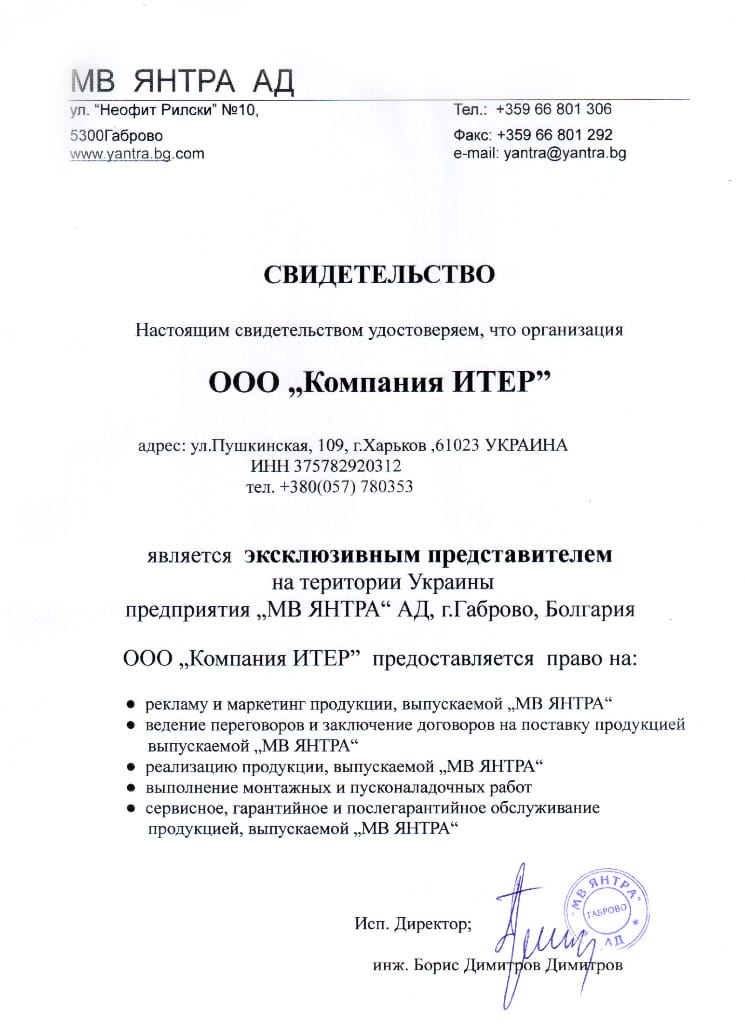 МВ ЯНТРА АД
ул. “Неофит Рилски” №10,
Тел.: +359 66 801 306
5300Габрово
Факс: +359 66 801 292
www.yantra.bg.com
e-mail: yantra@yantra.bg
СВИДЕТЕЛЬСТВО
Настоящим свидетельством удостоверяем, что организация
ООО „Компания ИТЕР”
адрес: ул.Пушкинская, 109, г.Харьков ,61023 УКРАИНА
ИНН 375782920312
тел. +380(057) 780353
является эксклюзивным представителем
на територии Украины
предприятия „МВ ЯНТРА“ АД, г.Габрово, Болгария
ООО „Компания ИТЕР” предоставляется право на:
● рекламу и маркетинг продукции, выпускаемой „МВ ЯНТРА“
● ведение переговоров и заключение договоров на поставку продукцией
выпускаемой „МВ ЯНТРА“
● реализацию продукции, выпускаемой „МВ ЯНТРА“
● выполнение монтажных и пусконаладочных работ
● сервисное, гарантийное и послегарантийное обслуживание
продукцией, выпускаемой „МВ ЯНТРА“
"МВ ЯНТРА"
ГАБРОВО
* АД *
Исп. Директор;
инж. Борис Димитров Димитров